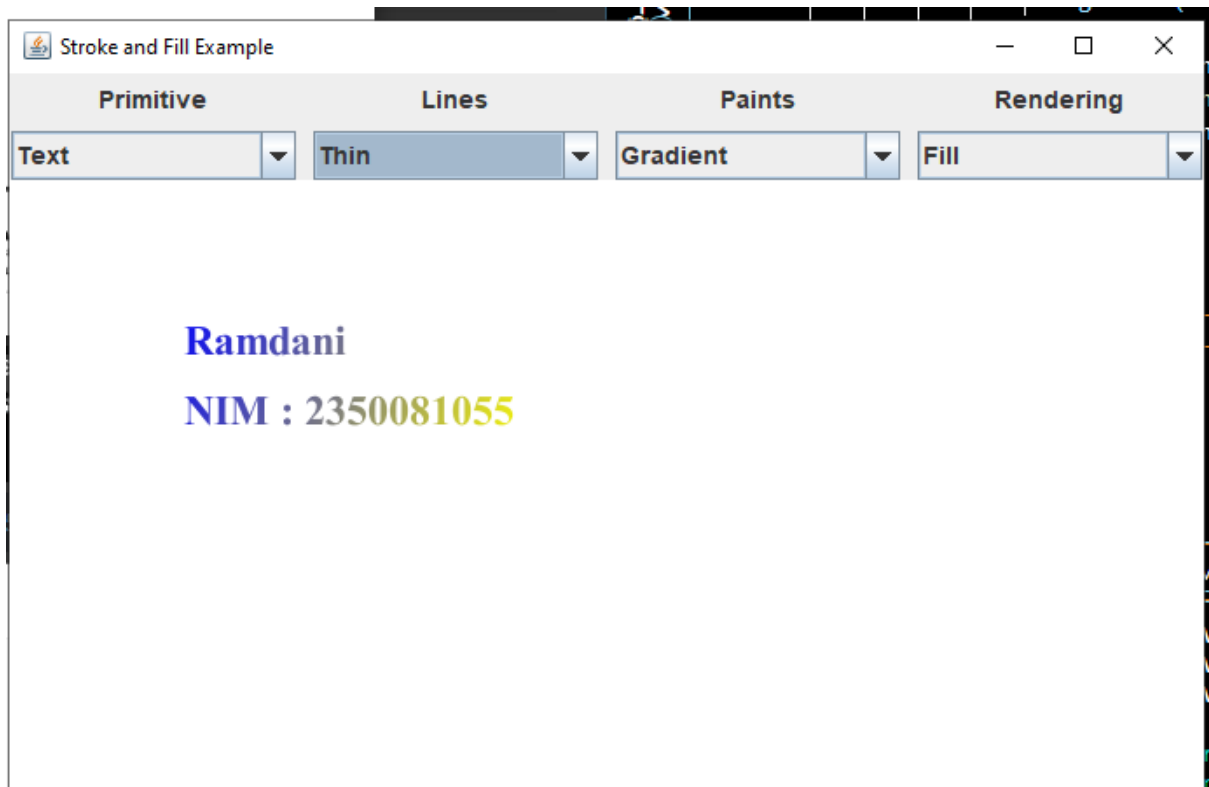 Stroke and Fill Example
Primitive Lines Paints Rendering
Text Thin Gradient Fill
Ramdani
NIM : 2350081055